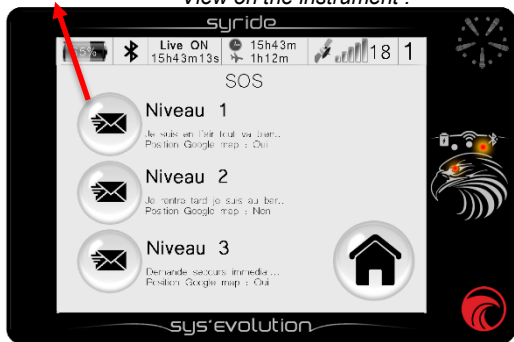 View on the instrument :
syride
Live ON
15h43m13s
15h43m
1h12m
18
1
SOS
Niveau 1
Je suis en l'air tout va bien..
Position Google map : Oui
Niveau 2
Je rentre tard je suis au ber..
Position Google map : Non
Niveau 3
Demande secours immedia...
Position Google map : Oui
sys'evolution